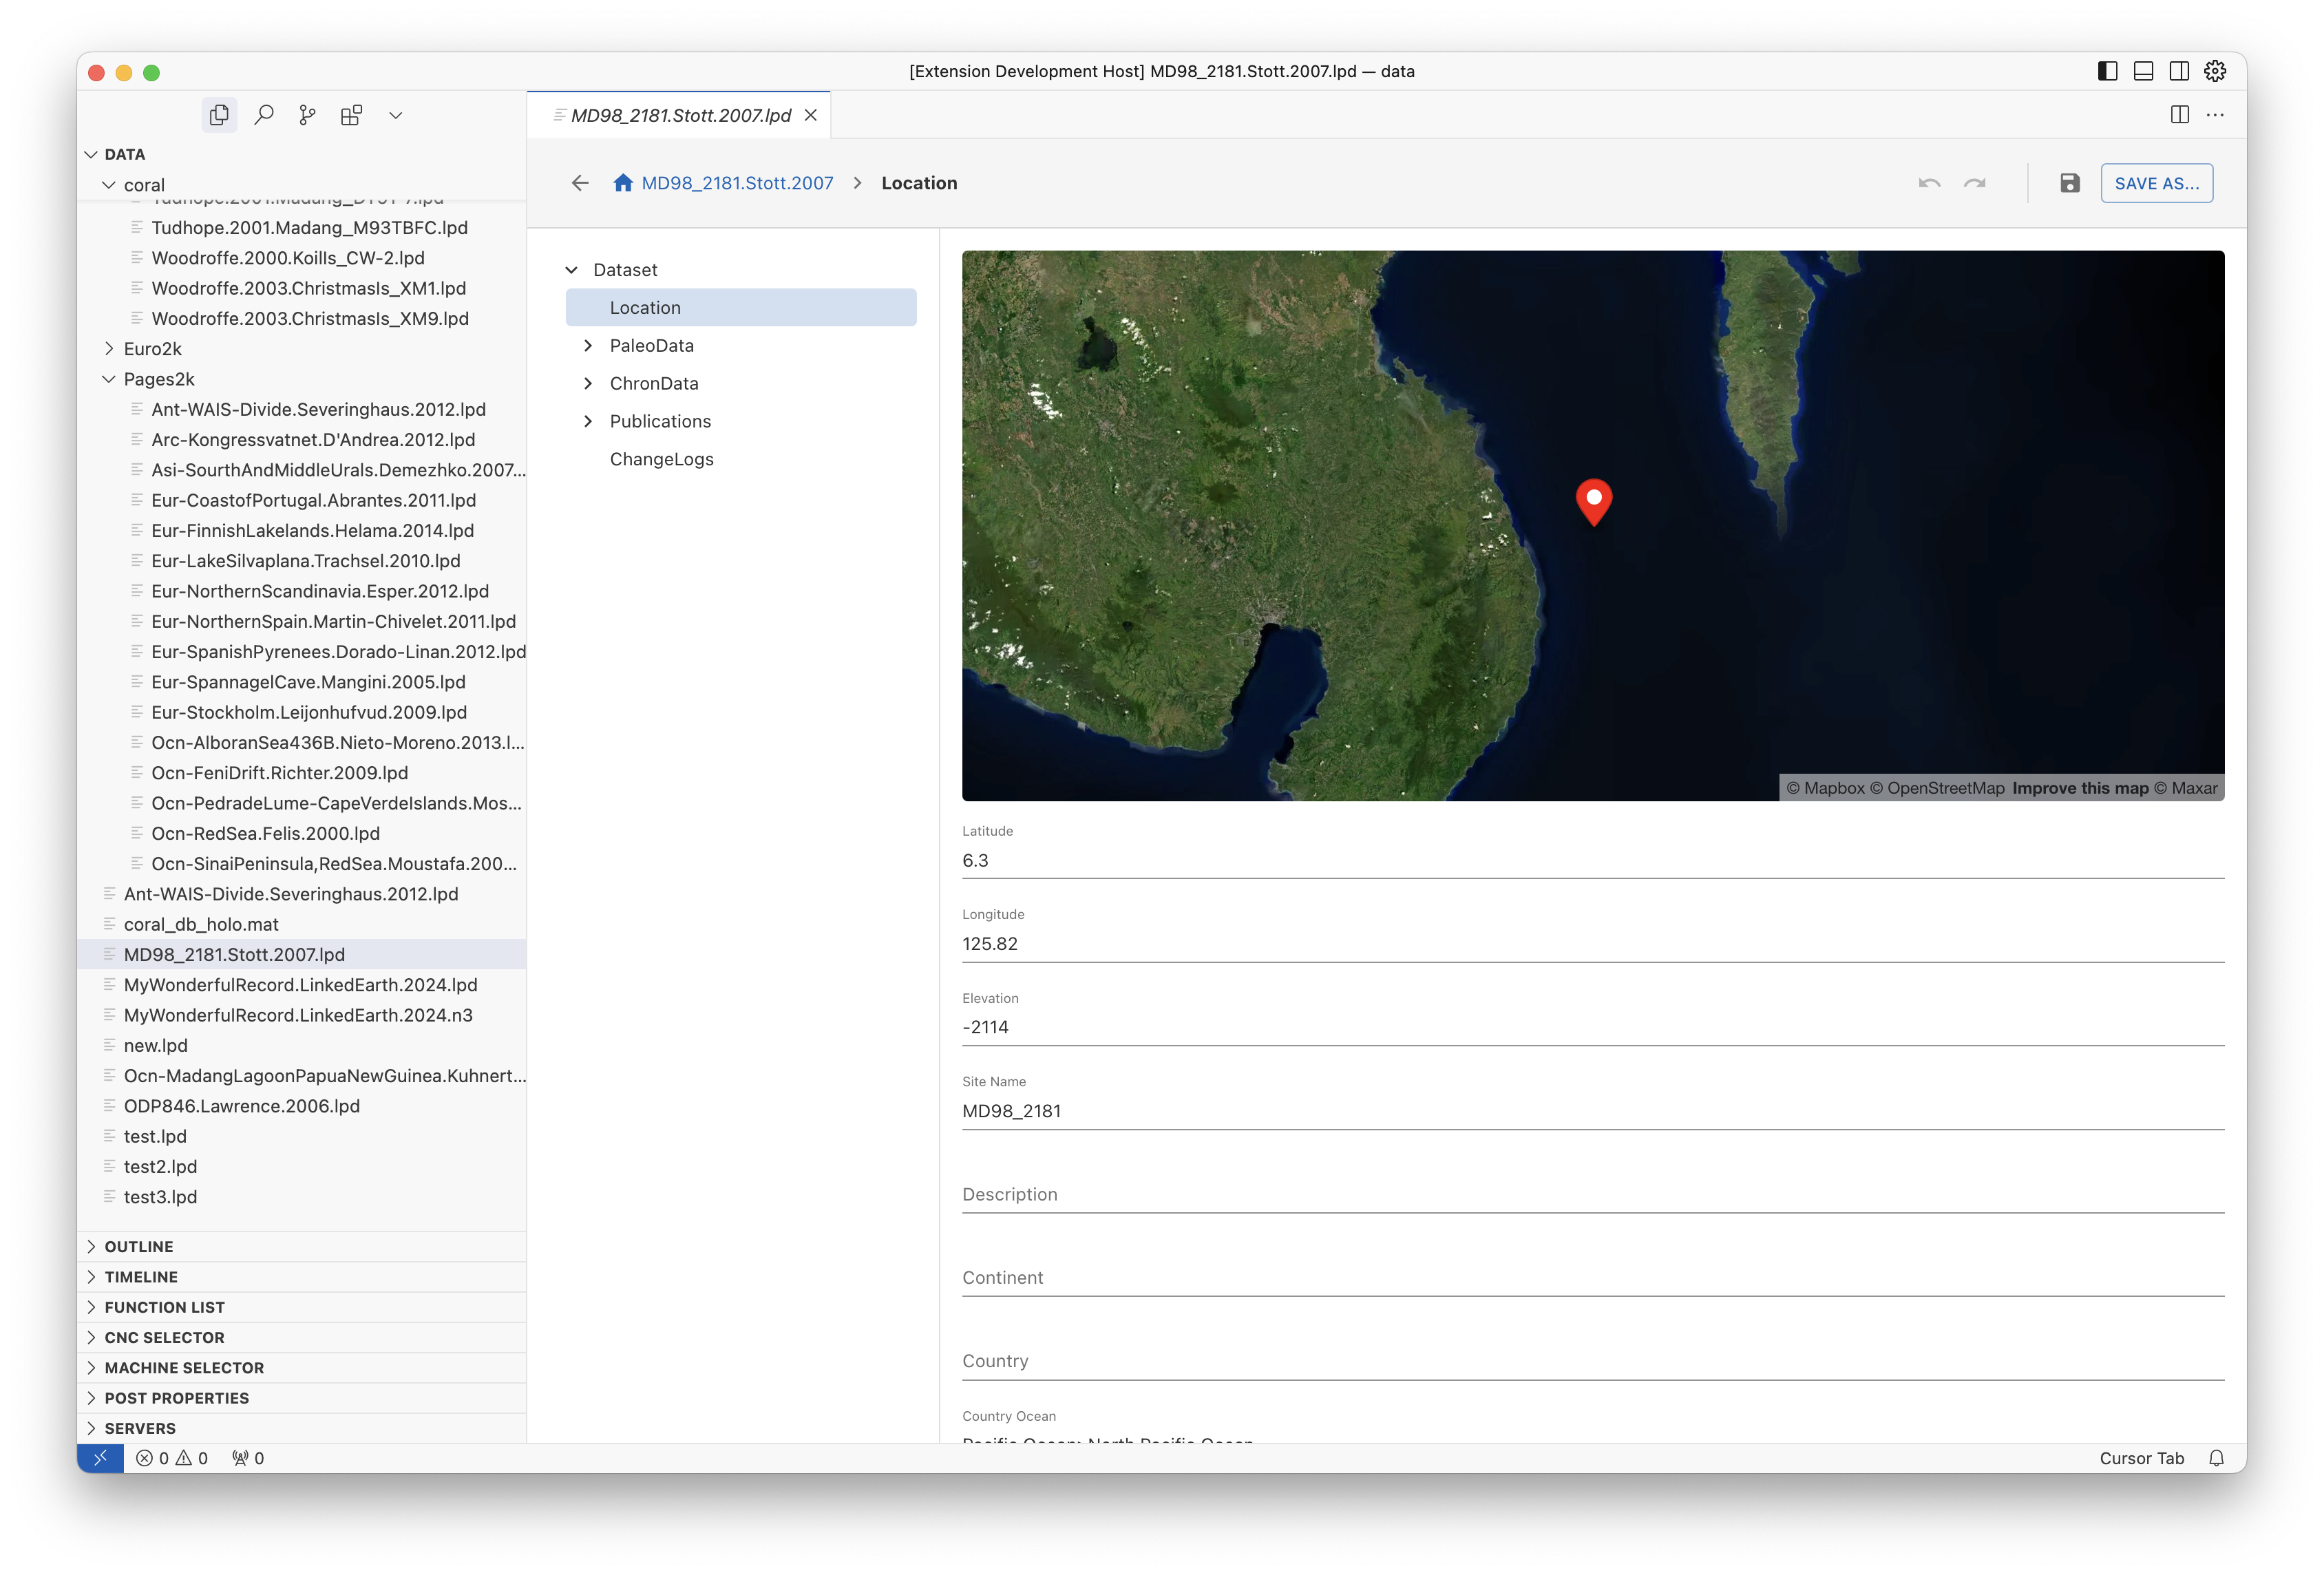 [Extension Development Host] MD98_2181.Stott.2007.lpd — data
MD98_2181.Stott.2007.lpd
DATA
coral
Tudhope.2001.Madang_M93TBFC.lpd
Woodroffe.2000.KoilIs_CW-2.lpd
Woodroffe.2003.ChristmasIs_XM1.lpd
Woodroffe.2003.ChristmasIs_XM9.lpd
Euro2k
Pages2k
Ant-WAIS-Divide.Severinghaus.2012.lpd
Arc-Kongressvatnet.D'Andrea.2012.lpd
Asi-SourthAndMiddleUrals.Demezhko.2007...
Eur-CoastofPortugal.Abrantes.2011.lpd
Eur-FinnishLakelands.Helama.2014.lpd
Eur-LakeSilvaplana.Trachsel.2010.lpd
Eur-NorthernScandinavia.Esper.2012.lpd
Eur-NorthernSpain.Martin-Chivelet.2011.lpd
Eur-SpanishPyrenees.Dorado-Linan.2012.lpd
Eur-SpannagelCave.Mangini.2005.lpd
Eur-Stockholm.Leijonhufvud.2009.lpd
Ocn-AlboranSea436B.Nieto-Moreno.2013.l...
Ocn-FeniDrift.Richter.2009.lpd
Ocn-PedradeLume-CapeVerdeIslands.Mos...
Ocn-RedSea.Felis.2000.lpd
Ocn-SinaiPeninsula,RedSea.Moustafa.200...
Ant-WAIS-Divide.Severinghaus.2012.lpd
coral_db_holo.mat
MD98_2181.Stott.2007.lpd
MyWonderfulRecord.LinkedEarth.2024.lpd
MyWonderfulRecord.LinkedEarth.2024.n3
new.lpd
Ocn-MadangLagoonPapuaNewGuinea.Kuhnert...
ODP846.Lawrence.2006.lpd
test.lpd
test2.lpd
test3.lpd
OUTLINE
TIMELINE
FUNCTION LIST
CNC SELECTOR
MACHINE SELECTOR
POST PROPERTIES
SERVERS
MD98_2181.Stott.2007 > Location
SAVE AS...
Dataset
Location
PaleoData
ChronData
Publications
ChangeLogs
© Mapbox © OpenStreetMap Improve this map © Maxar
Latitude
6.3
Longitude
125.82
Elevation
-2114
Site Name
MD98_2181
Description
Continent
Country
Country Ocean
0 0 0
Cursor Tab